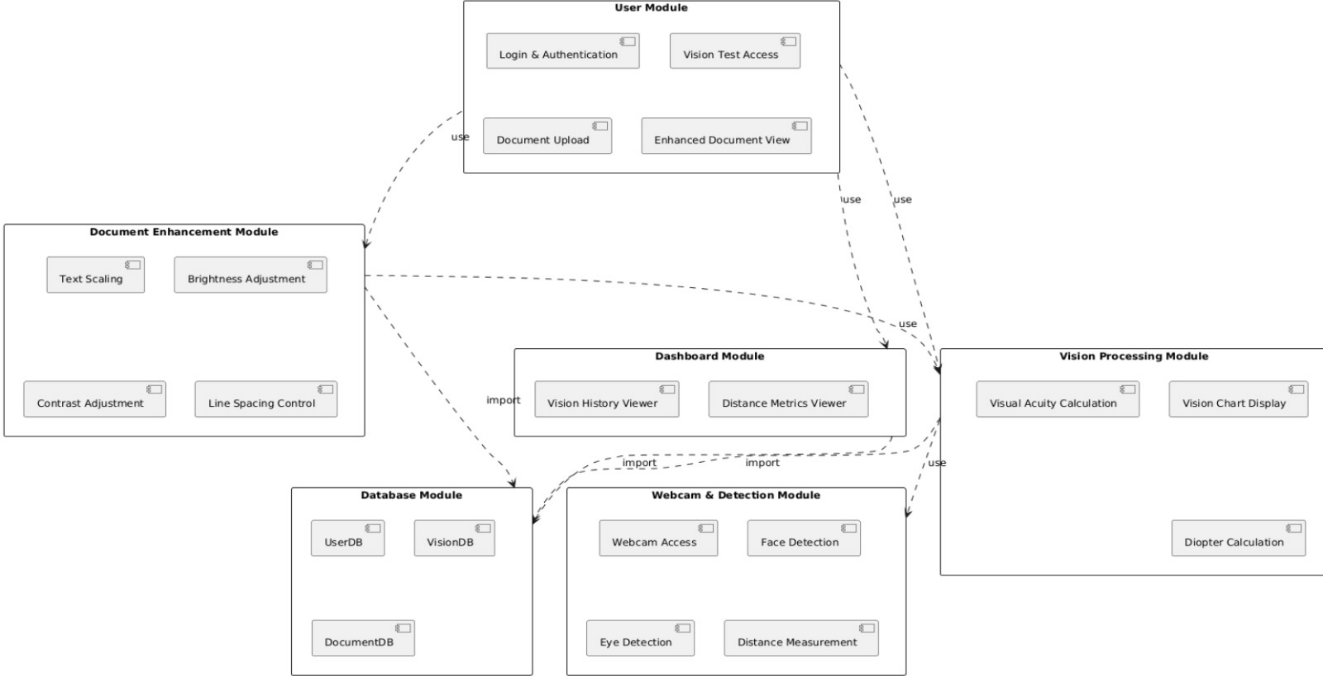 User Module
Login & Authentication
Vision Test Access
Document Upload
Enhanced Document View
use
use
use
Document Enhancement Module
Text Scaling
Brightness Adjustment
Contrast Adjustment
Line Spacing Control
use
import
Dashboard Module
Vision History Viewer
Distance Metrics Viewer
Vision Processing Module
Visual Acuity Calculation
Vision Chart Display
Diopter Calculation
import
import
use
Database Module
UserDB
VisionDB
DocumentDB
Webcam & Detection Module
Webcam Access
Face Detection
Eye Detection
Distance Measurement